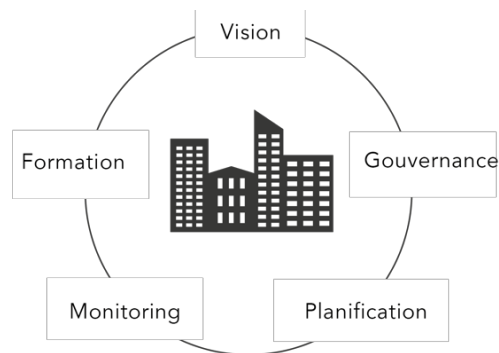 Vision
Formation
Gouvernance
Monitoring
Planification